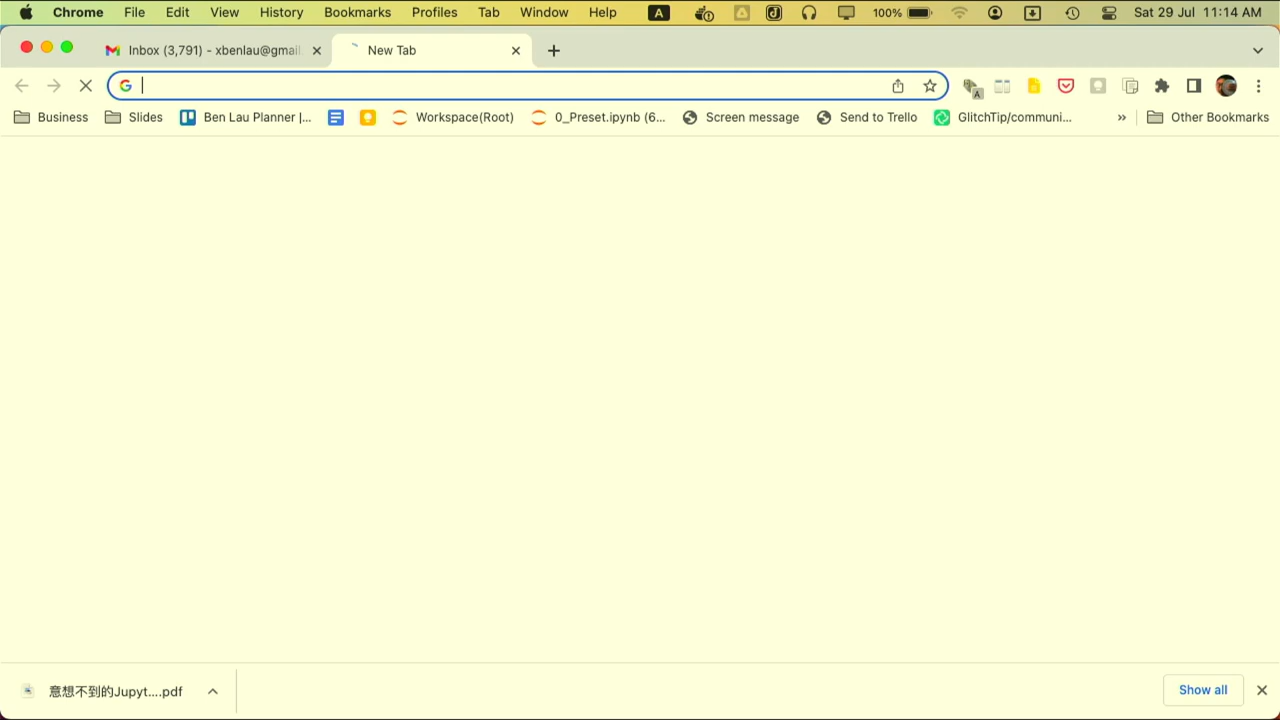 Chrome File Edit View History Bookmarks Profiles Tab Window Help A 100% Sat 29 Jul 11:14 AM
Inbox (3,791) - xbenlau@gmail. New Tab
Business Slides Ben Lau Planner |... Workspace(Root) 0_Preset.ipynb (6... Screen message Send to Trello GlitchTip/communi... » Other Bookmarks
意想不到的Jupyt....pdf Show all